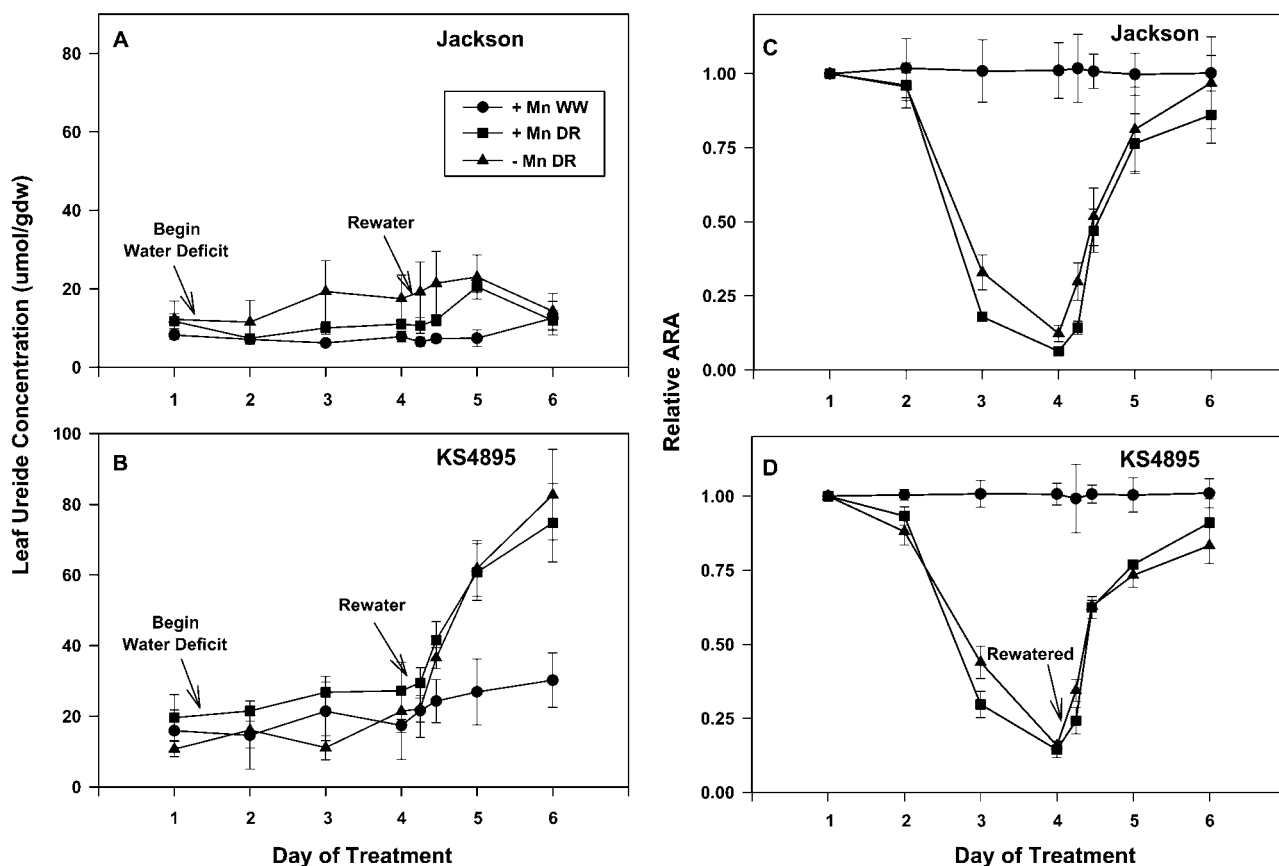 Leaf Ureide Concentration (umol/gdw)
A
Jackson
+ Mn WW
+ Mn DR
- Mn DR
Begin
Water Deficit
Rewater
80
60
40
20
0
1 2 3 4 5 6
B
KS4895
Begin
Water Deficit
Rewater
100
80
60
40
20
0
1 2 3 4 5 6
Day of Treatment
Relative ARA
C
Jackson
1.00
0.75
0.50
0.25
0.00
1 2 3 4 5 6
D
KS4895
Rewatered
1.00
0.75
0.50
0.25
0.00
1 2 3 4 5 6
Day of Treatment